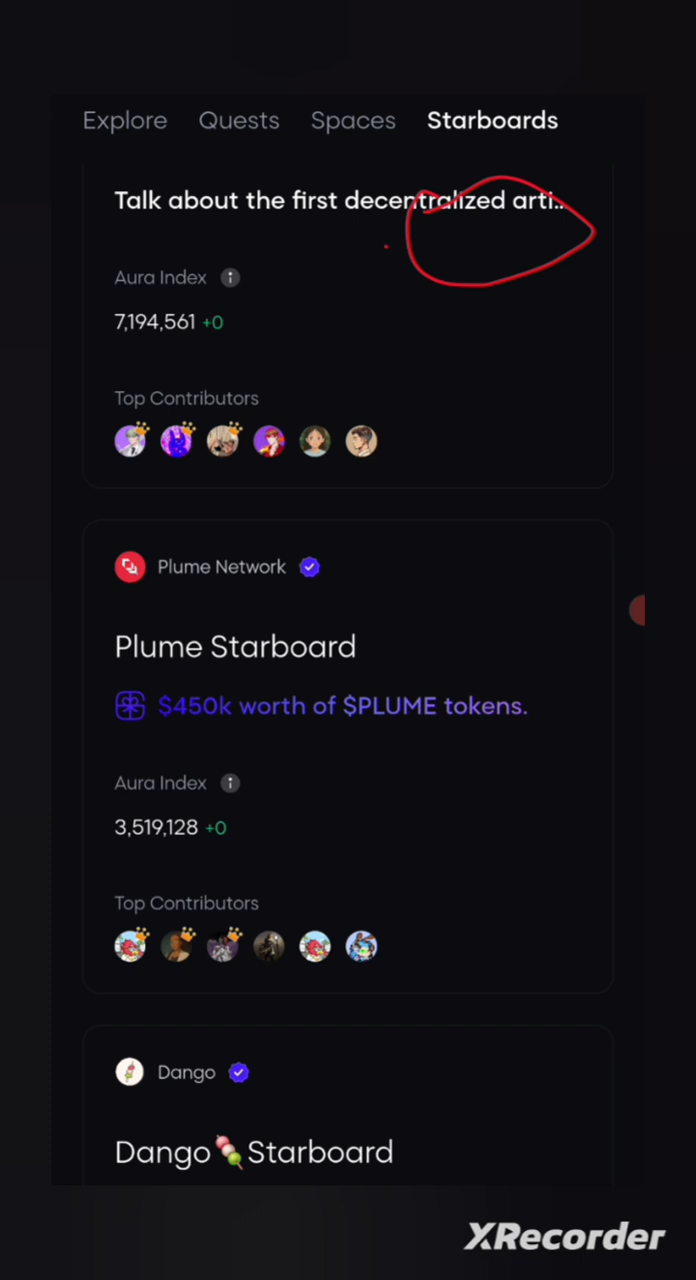 Explore Quests Spaces Starboards
Talk about the first decentralized arti...
Aura Index
7,194,561 +0
Top Contributors
Plume Network
Plume Starboard
$450k worth of $PLUME tokens.
Aura Index
3,519,128 +0
Top Contributors
Dango
Dango🍡Starboard
XRecorder